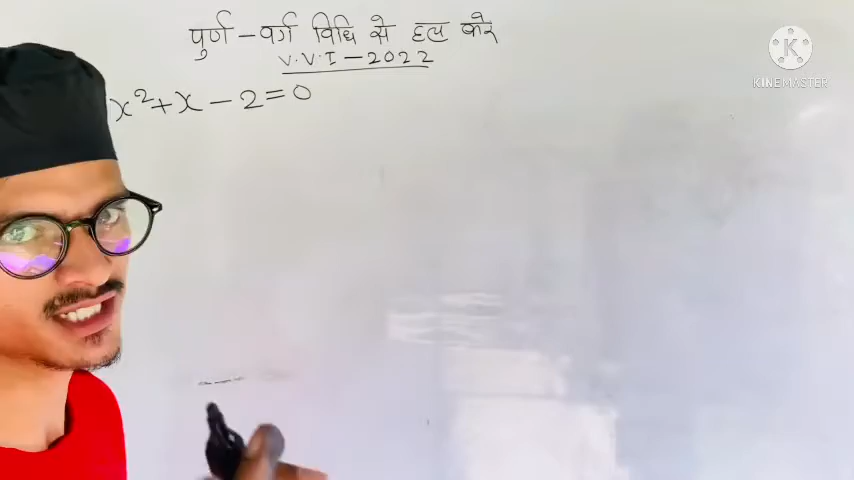 पुर्ण-वर्ग विधि से हल करे
V.V.I-2022
x²+x-2=0
K
KINEMASTER